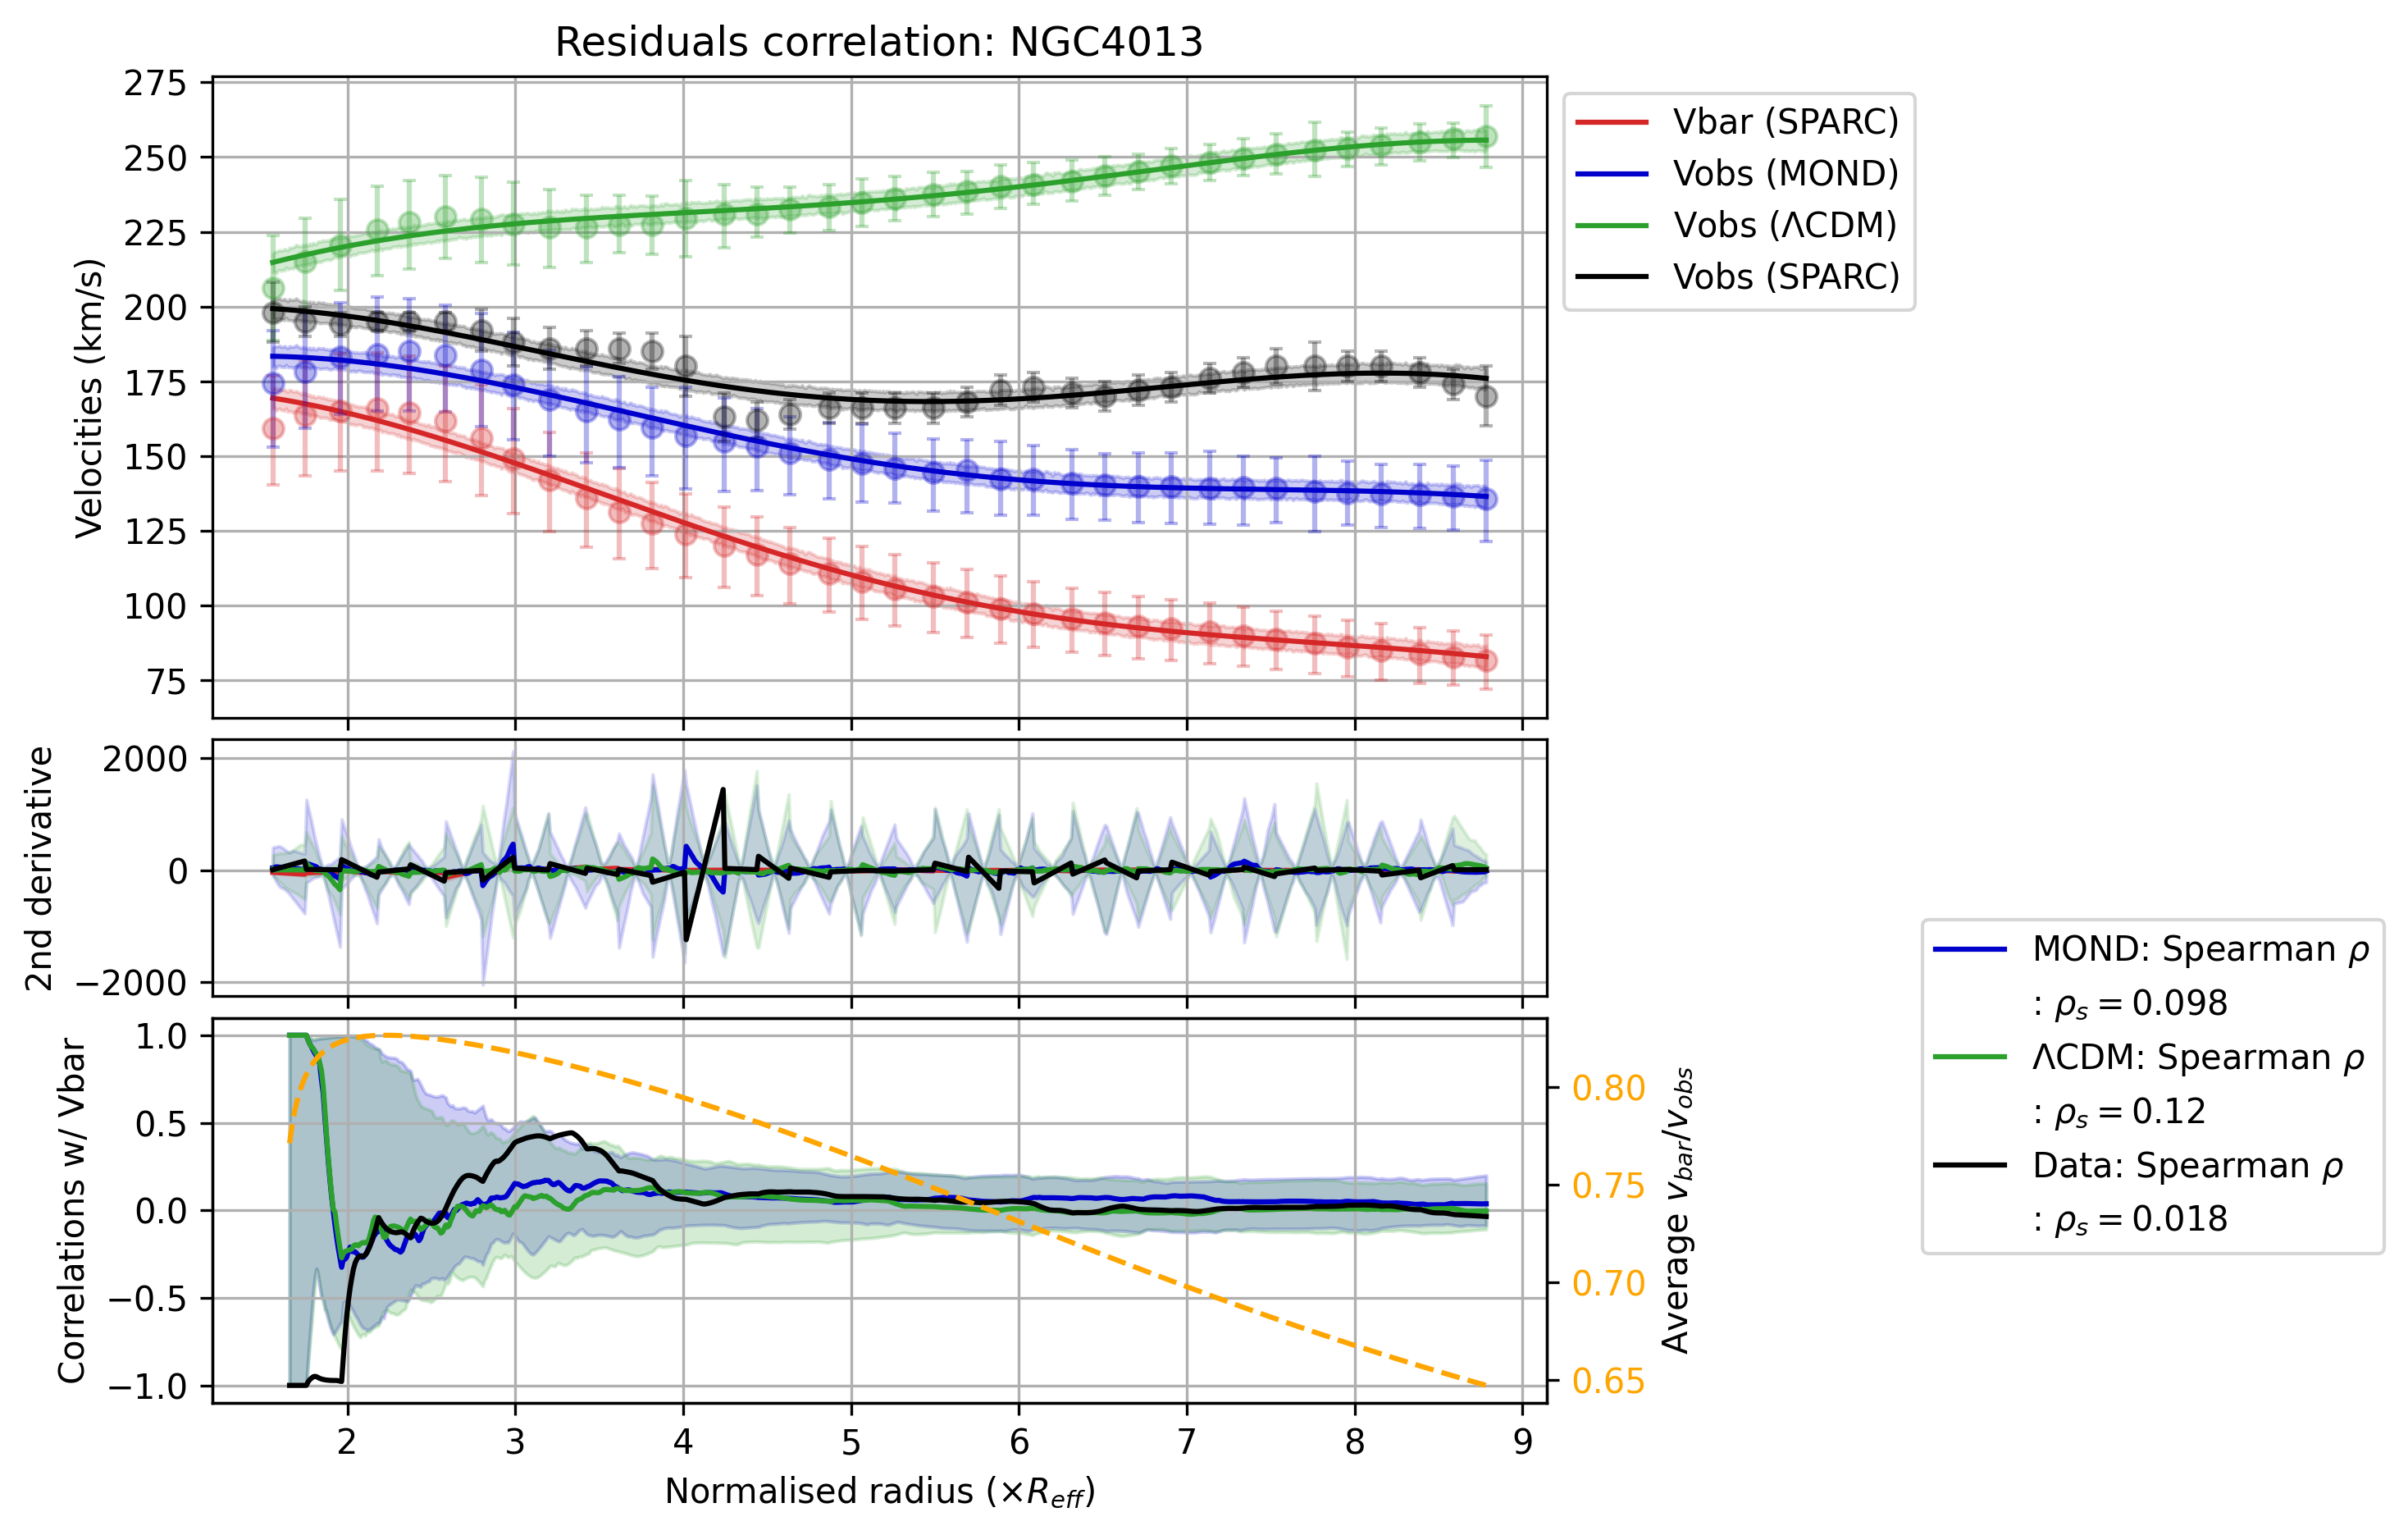 Residuals correlation: NGC4013
275
250
225
200
175
150
125
100
75
Velocities (km/s)
Vbar (SPARC)
Vobs (MOND)
Vobs (ΛCDM)
Vobs (SPARC)
2000
0
−2000
2nd derivative
1.0
0.5
0.0
−0.5
−1.0
Correlations w/ Vbar
0.80
0.75
0.70
0.65
Average v_bar/v_obs
MOND: Spearman ρ
: ρ_s = 0.098
ΛCDM: Spearman ρ
: ρ_s = 0.12
Data: Spearman ρ
: ρ_s = 0.018
2 3 4 5 6 7 8 9
Normalised radius (×R_eff)